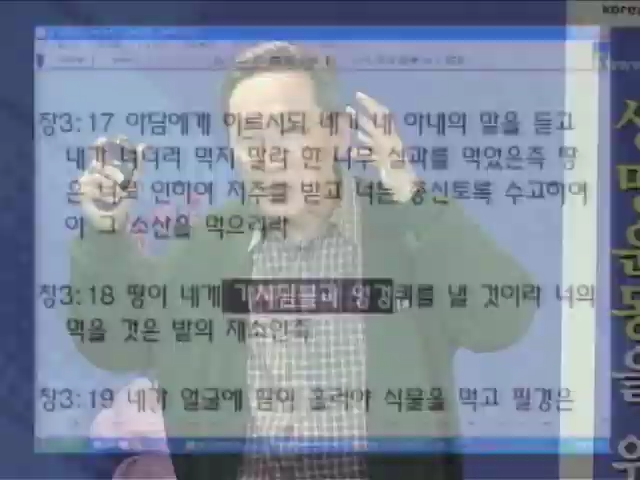 Korea
창3:17 아담에게 이르시되 네가 네 아내의 말을 듣고
내가 너더러 먹지 말라 한 나무 실과를 먹었은즉 땅
은 너로 인하여 저주를 받고 너는 종신토록 수고하여
야 그 소산을 먹으리라
창3:18 땅이 네게 가시덤불과 엉겅퀴를 낼 것이라 너의
먹을 것은 밭의 채소인즉
창3:19 네가 얼굴에 땀이 흘러야 식물을 먹고 필경은
생명운동을